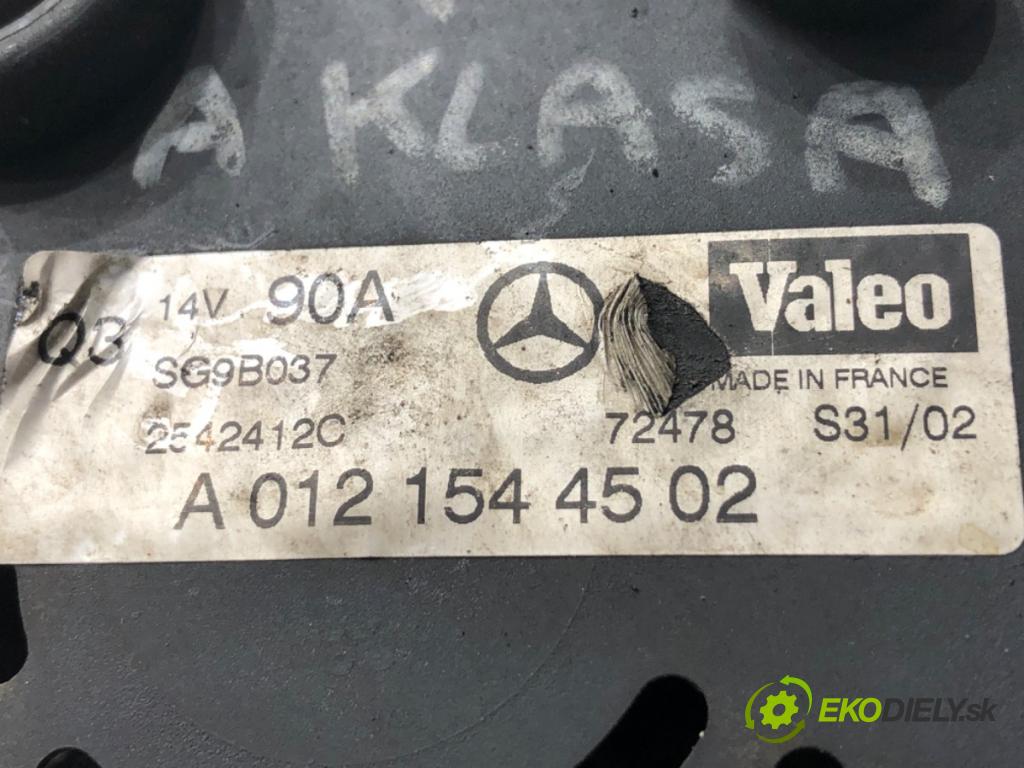 A KLASA
Q3 14V 90A Valeo
SG9B037 MADE IN FRANCE
2542412C 72478 S31/02
A 012 154 45 02
EKODIELY.sk